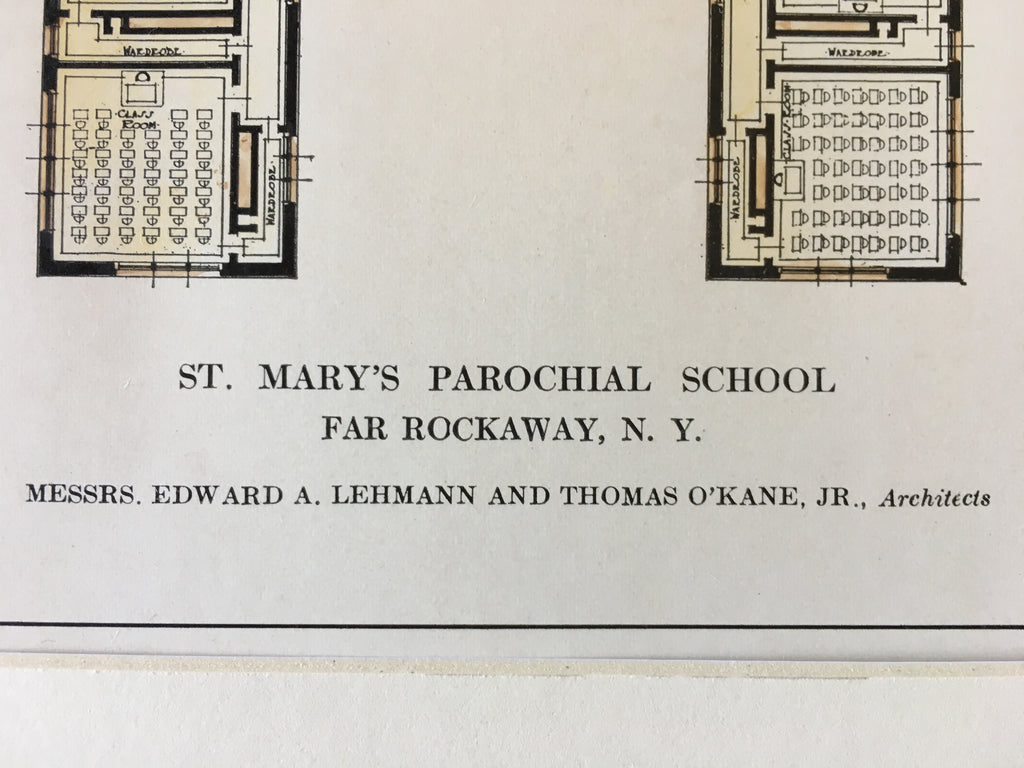 WARDROBE
WARDROBE
CLASS
ROOM
CLASS ROOM
WARDROBE
WARDROBE
ST. MARY'S PAROCHIAL SCHOOL
FAR ROCKAWAY, N. Y.
MESSRS. EDWARD A. LEHMANN AND THOMAS O'KANE, JR., Architects